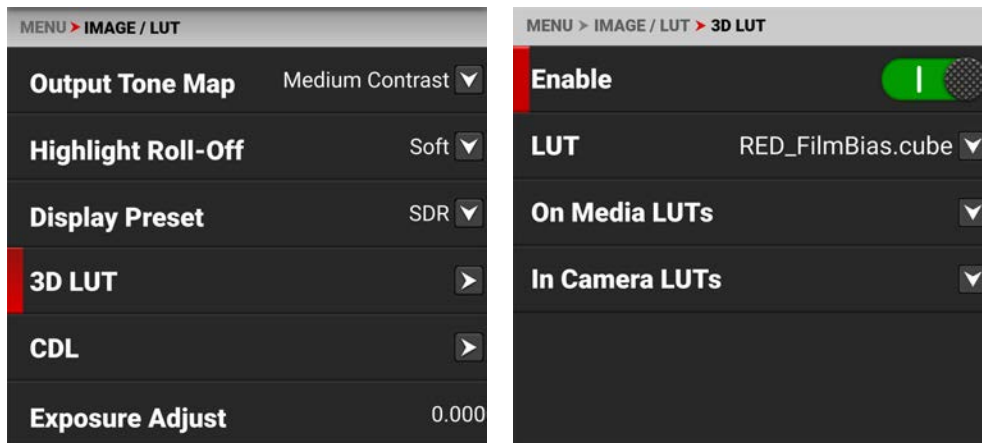 MENU > IMAGE / LUT
Output Tone Map Medium Contrast
Highlight Roll-Off Soft
Display Preset SDR
3D LUT
CDL
Exposure Adjust 0.000
MENU > IMAGE / LUT > 3D LUT
Enable
LUT RED_FilmBias.cube
On Media LUTs
In Camera LUTs